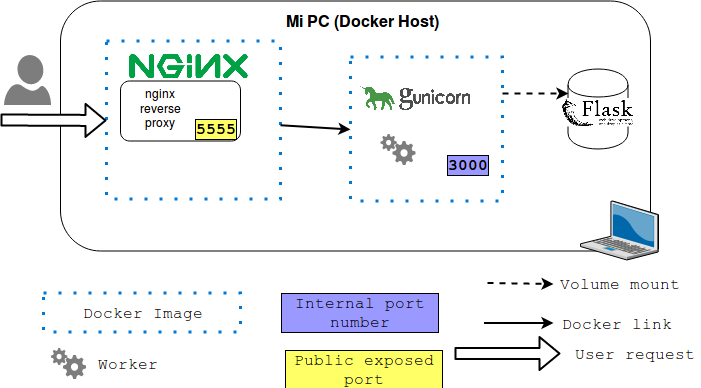 Mi PC (Docker Host)
NGiNX
nginx
reverse
proxy
5555
gunicorn
3000
Flask
Docker Image
Internal port
number
Volume mount
Docker link
Worker
Public exposed
port
User request